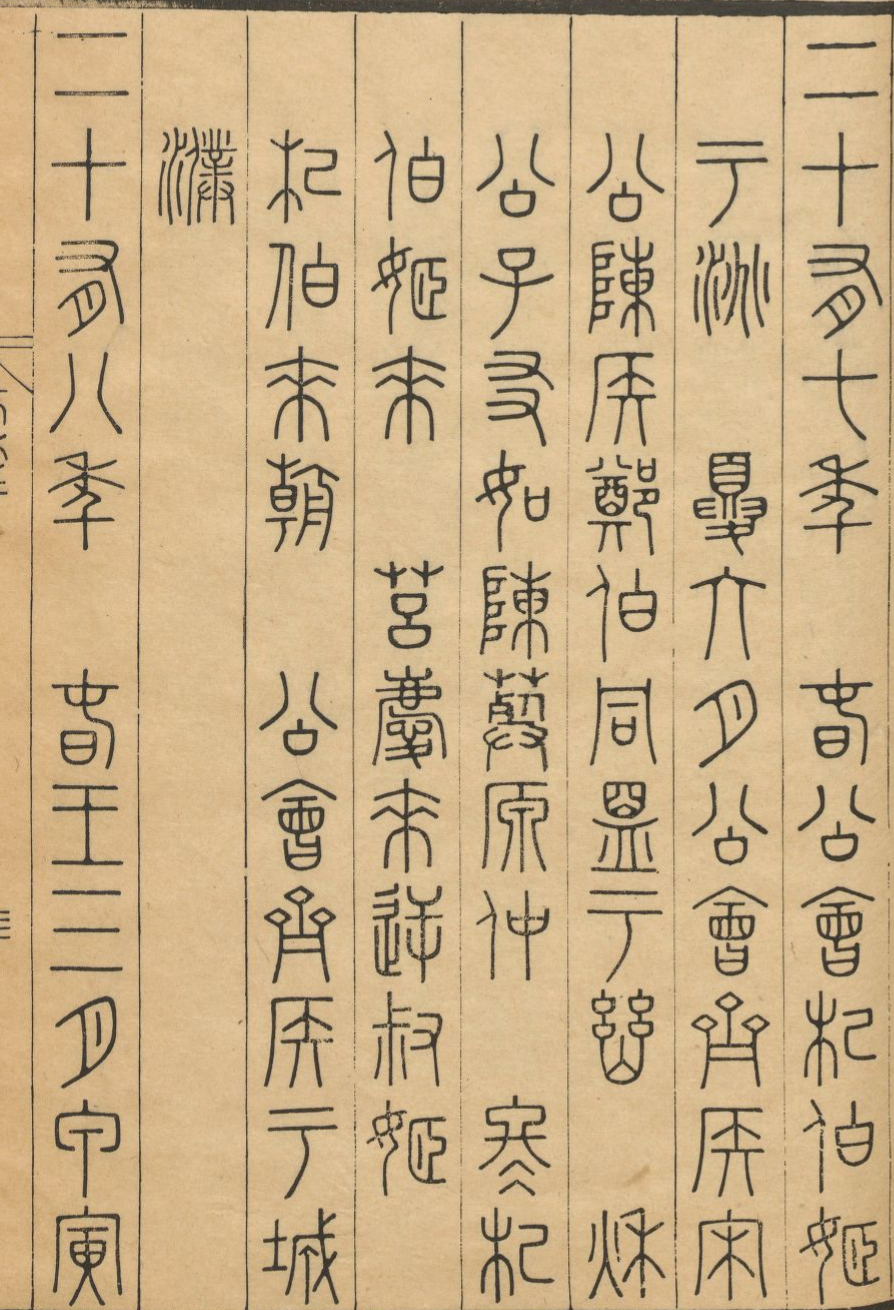 二十有七年 春公會杞伯姬
于洮 夏六月公會齊侯宋
公陳侯鄭伯同盟于幽 秋
公子友如陳葬原仲 冬杞
伯姬來 莒慶來逆叔姬
杞伯來朝 公會齊侯于城
濮
二十有八年 春王三月甲寅